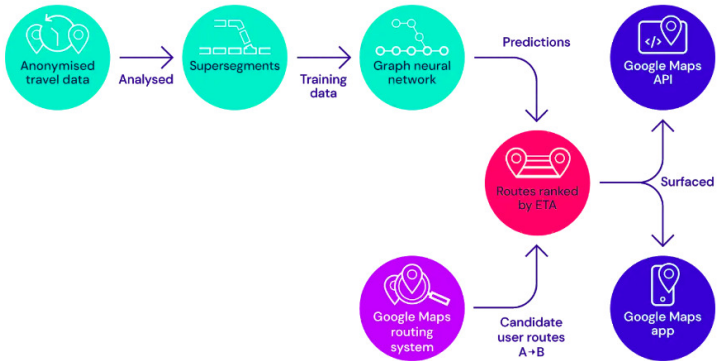 Anonymised
travel data
Analysed
Supersegments
Training
data
Graph neural
network
Predictions
</>
Google Maps
API
Routes ranked
by ETA
Surfaced
Google Maps
routing
system
Candidate
user routes
A→B
Google Maps
app